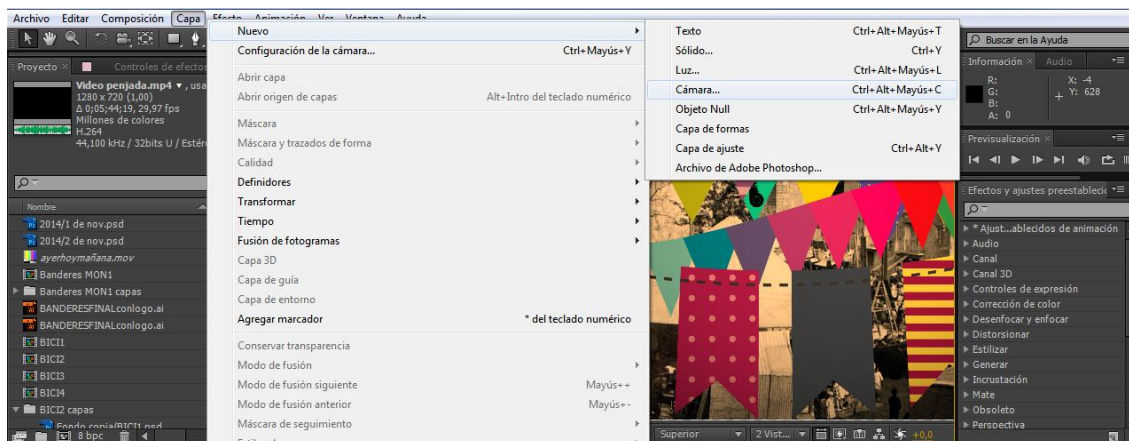 Archivo Editar Composición Capa Efecto Animación Ver Ventana Ayuda
Proyecto × Controles de efectos
Video penjada.mp4 ▼ , usa
1280 x 720 (1,00)
Δ 0;05;44;19, 29,97 fps
Millones de colores
H.264
44,100 kHz / 32bits U / Estér
Nombre
2014/1 de nov.psd
2014/2 de nov.psd
ayerhoymañana.mov
Banderes MON1
Banderes MON1 capas
BANDERESFINALconlogo.ai
BANDERESFINALconlogo.ai
BICI1
BICI2
BICI3
BICI4
BICI2 capas
Fondo copia/BICI1.psd
8 bpc
Nuevo
Configuración de la cámara... Ctrl+Mayús+Y
Abrir capa
Abrir origen de capas Alt+Intro del teclado numérico
Máscara
Máscara y trazados de forma
Calidad
Definidores
Transformar
Tiempo
Fusión de fotogramas
Capa 3D
Capa de guía
Capa de entorno
Agregar marcador * del teclado numérico
Conservar transparencia
Modo de fusión
Modo de fusión siguiente Mayús++
Modo de fusión anterior Mayús+-
Máscara de seguimiento
Texto Ctrl+Alt+Mayús+T
Sólido... Ctrl+Y
Luz... Ctrl+Alt+Mayús+L
Cámara... Ctrl+Alt+Mayús+C
Objeto Null Ctrl+Alt+Mayús+Y
Capa de formas
Capa de ajuste Ctrl+Alt+Y
Archivo de Adobe Photoshop...
Superior 2 Vist... +0,0
Buscar en la Ayuda
Información × Audio
R: X: -4
G: + Y: 628
B:
A: 0
Previsualización ×
Efectos y ajustes preestableci
* Ajust...ablecidos de animación
Audio
Canal
Canal 3D
Controles de expresión
Corrección de color
Desenfocar y enfocar
Distorsionar
Estilizar
Generar
Incrustación
Mate
Obsoleto
Perspectiva